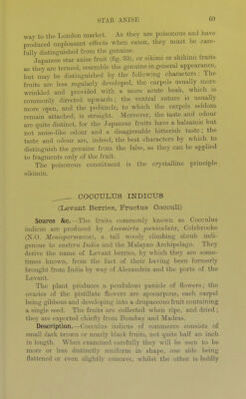 STAR ANISE 69
way to the London market. As they are poisonous and have
produced unpleasant effects when eaten, they must be care-
fully distinguished from the genuine.
Japanese star-anise fruit (fig. 39), or sikimi or shikimi fruits
as they are termed, resemble the genuine in general appearance,
but may be distinguished by the following characters: The
fruits are less regularly developed, the carpels usually more
wrinkled and provided with a more acute beak, which is
commonly directed upwards; the ventral suture is usually
more open, and the pedicels, to which the carpels seldom
remain attached, is straight. Moreover, the taste and odour
are quite distinct, for the Japanese fruits have a balsamic but
not anise-like odour and a disagreeable bitterish taste; the
taste and odour are, indeed, the best characters by which to
distinguish the genuine from the false, as they can be applied
to fragments only of the fruit.
The poisonous constituent is the crystalline principle
sikimin.
COCCULUS INDICUS
(Levant Berries, Fructus Cocculi)
Source &c.—The fruits commonly known as Cocculus
indicus are produced by Anamirta paniculata, Colebrooke
(N.O. Menispermaceæ), a tall woody climbing shrub indi-
genous to eastern India and the Malayan Archipelago. They
derive the name of Levant berries, by which they are some-
times known, from the fact of their having been formerly
brought from India by way of Alexandria and the ports of the
Levant.
The plant produces a pendulous panicle of flowers; the
ovaries of the pistillate flowers are apocarpous, each carpel
being gibbous and developing into a drupaceous fruit containing
a single seed. The fruits are collected when ripe, and dried;
they are exported chiefly from Bombay and Madras.
Description.—Cocculus indicus of commerce consists of
small dark brown or nearly black fruits, not quite half an inch
in length. When examined carefully they will be seen to be
more or less distinctly uniform in shape, one side being
flattened or even slightly concave, whilst the other is boldly